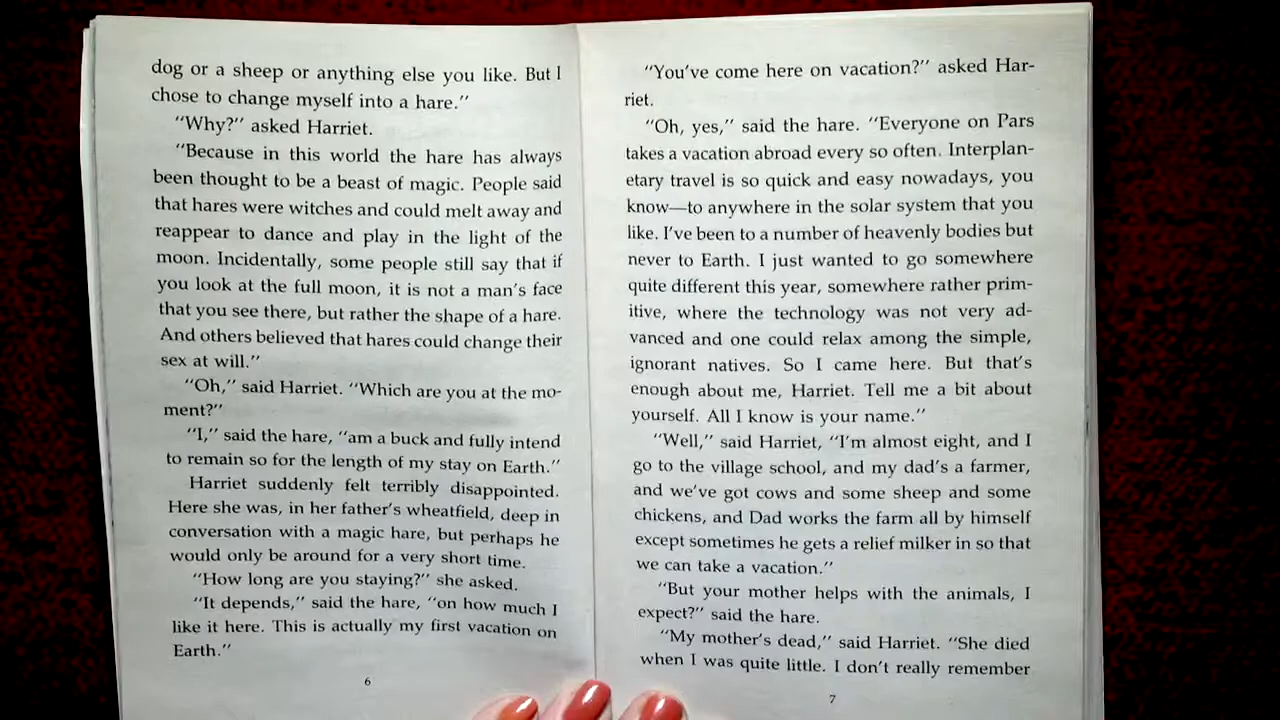 dog or a sheep or anything else you like. But I
chose to change myself into a hare.”
“Why?” asked Harriet.
“Because in this world the hare has always
been thought to be a beast of magic. People said
that hares were witches and could melt away and
reappear to dance and play in the light of the
moon. Incidentally, some people still say that if
you look at the full moon, it is not a man’s face
that you see there, but rather the shape of a hare.
And others believed that hares could change their
sex at will.”
“Oh,” said Harriet. “Which are you at the mo-
ment?”
“I,” said the hare, “am a buck and fully intend
to remain so for the length of my stay on Earth.”
Harriet suddenly felt terribly disappointed.
Here she was, in her father’s wheatfield, deep in
conversation with a magic hare, but perhaps he
would only be around for a very short time.
“How long are you staying?” she asked.
“It depends,” said the hare, “on how much I
like it here. This is actually my first vacation on
Earth.”
6
“You’ve come here on vacation?” asked Har-
riet.
“Oh, yes,” said the hare. “Everyone on Pars
takes a vacation abroad every so often. Interplan-
etary travel is so quick and easy nowadays, you
know—to anywhere in the solar system that you
like. I’ve been to a number of heavenly bodies but
never to Earth. I just wanted to go somewhere
quite different this year, somewhere rather prim-
itive, where the technology was not very ad-
vanced and one could relax among the simple,
ignorant natives. So I came here. But that’s
enough about me, Harriet. Tell me a bit about
yourself. All I know is your name.”
“Well,” said Harriet, “I’m almost eight, and I
go to the village school, and my dad’s a farmer,
and we’ve got cows and some sheep and some
chickens, and Dad works the farm all by himself
except sometimes he gets a relief milker in so that
we can take a vacation.”
“But your mother helps with the animals, I
expect?” said the hare.
“My mother’s dead,” said Harriet. “She died
when I was quite little. I don’t really remember
7